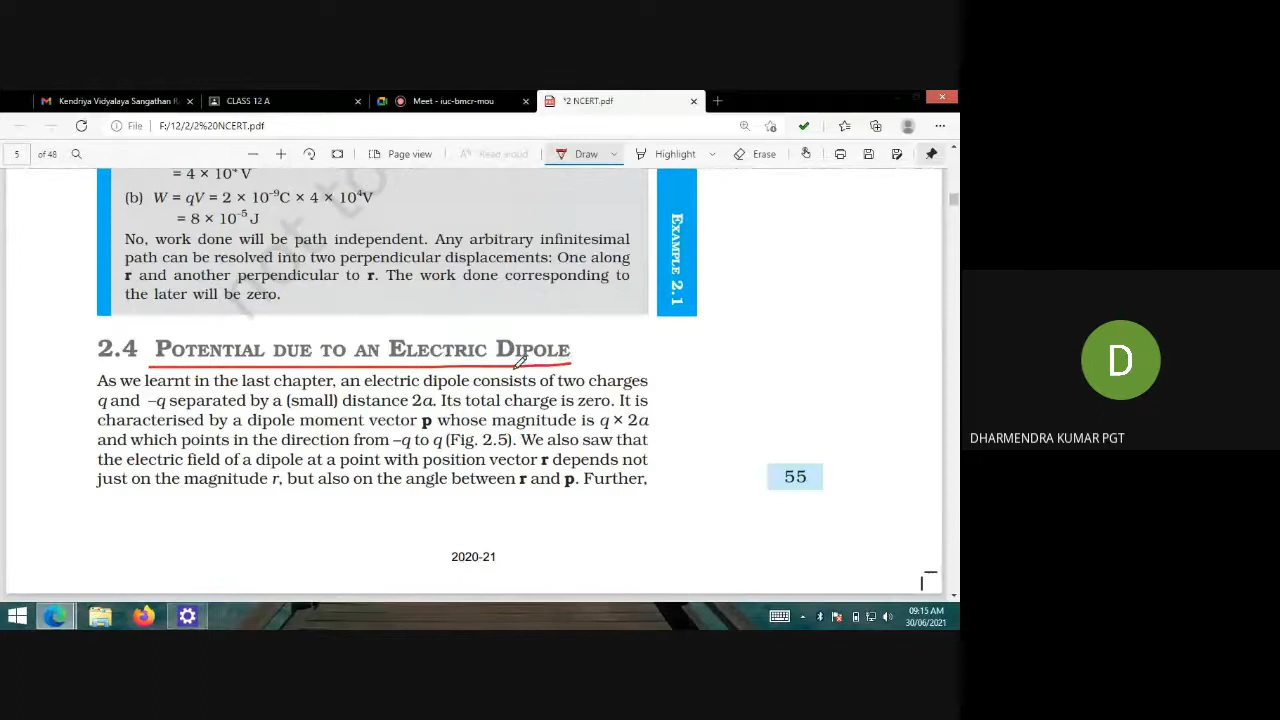 Kendriya Vidyalaya Sangathan
CLASS 12 A
Meet - iuc-bmcr-mou
*2 NCERT.pdf
File
F:/12/2/2%20NCERT.pdf
5
of 48
Page view
Read aloud
Draw
Highlight
Erase
= 4 × 10⁴ V
(b) W = qV = 2 × 10⁻⁹C × 4 × 10⁴V
= 8 × 10⁻⁵ J
No, work done will be path independent. Any arbitrary infinitesimal
path can be resolved into two perpendicular displacements: One along
r and another perpendicular to r. The work done corresponding to
the later will be zero.
EXAMPLE 2.1
not to
2.4 POTENTIAL DUE TO AN ELECTRIC DIPOLE
As we learnt in the last chapter, an electric dipole consists of two charges
q and –q separated by a (small) distance 2a. Its total charge is zero. It is
characterised by a dipole moment vector p whose magnitude is q × 2a
and which points in the direction from –q to q (Fig. 2.5). We also saw that
the electric field of a dipole at a point with position vector r depends not
just on the magnitude r, but also on the angle between r and p. Further,
55
2020-21
09:15 AM
30/06/2021
D
DHARMENDRA KUMAR PGT